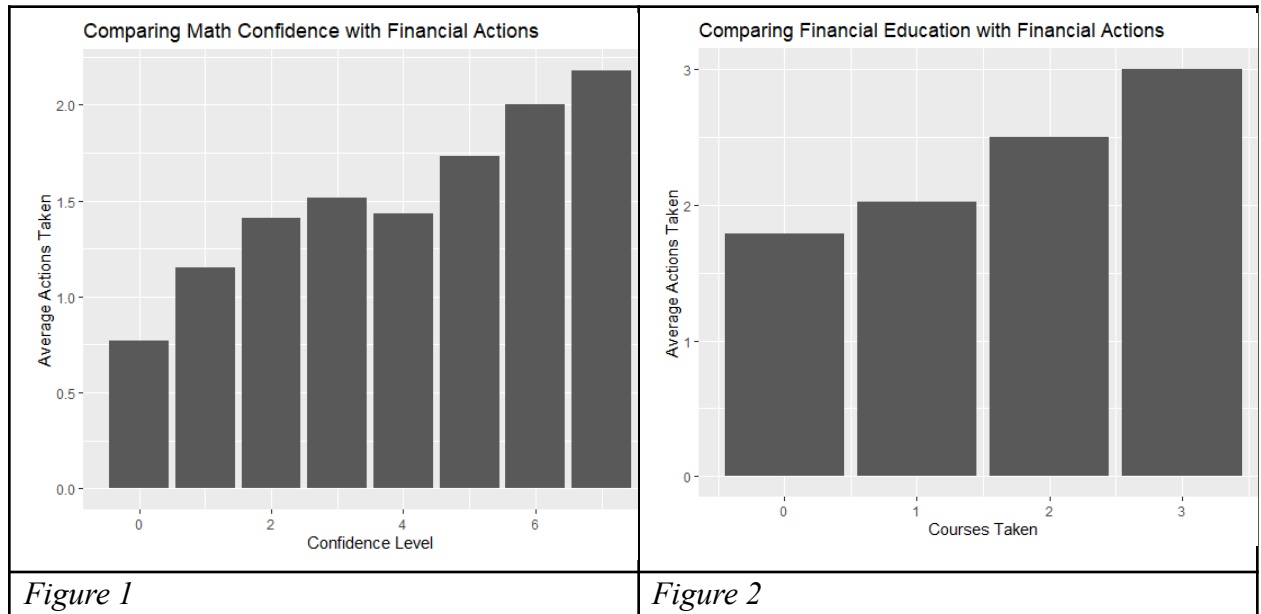 Comparing Math Confidence with Financial Actions
Average Actions Taken
2.0
1.5
1.0
0.5
0.0
0 2 4 6
Confidence Level
Figure 1
Comparing Financial Education with Financial Actions
Average Actions Taken
3
2
1
0
0 1 2 3
Courses Taken
Figure 2